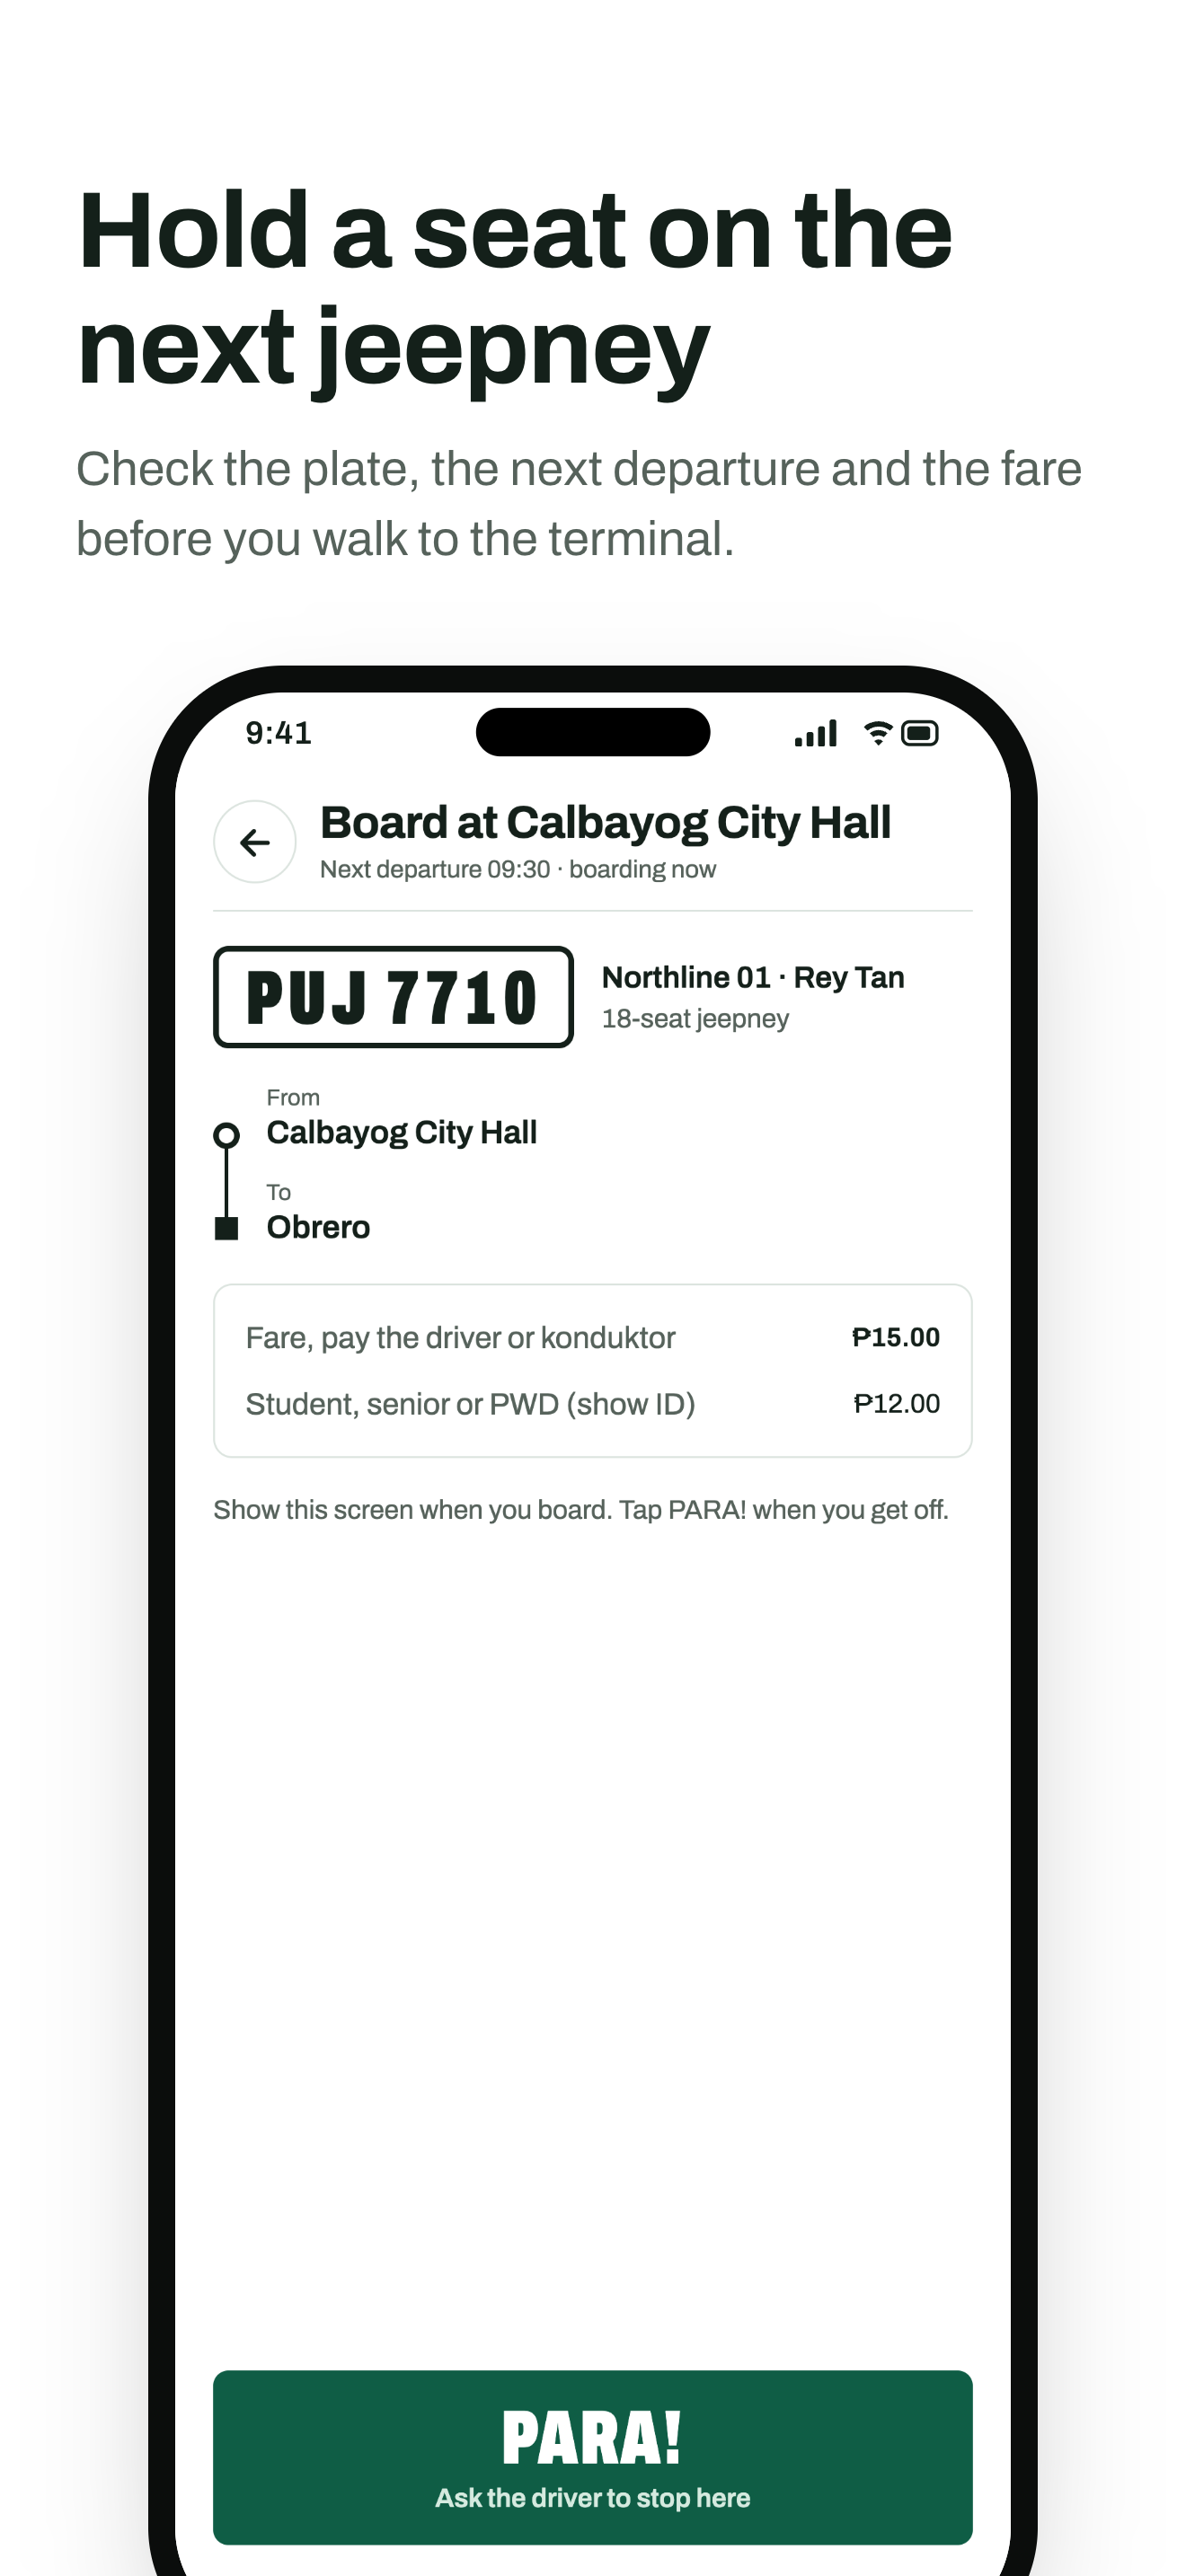 Hold a seat on the
next jeepney
Check the plate, the next departure and the fare
before you walk to the terminal.
9:41
Board at Calbayog City Hall
Next departure 09:30 · boarding now
PUJ 7710
Northline 01 · Rey Tan
18-seat jeepney
From
Calbayog City Hall
To
Obrero
Fare, pay the driver or konduktor ₱15.00
Student, senior or PWD (show ID) ₱12.00
Show this screen when you board. Tap PARA! when you get off.
PARA!
Ask the driver to stop here